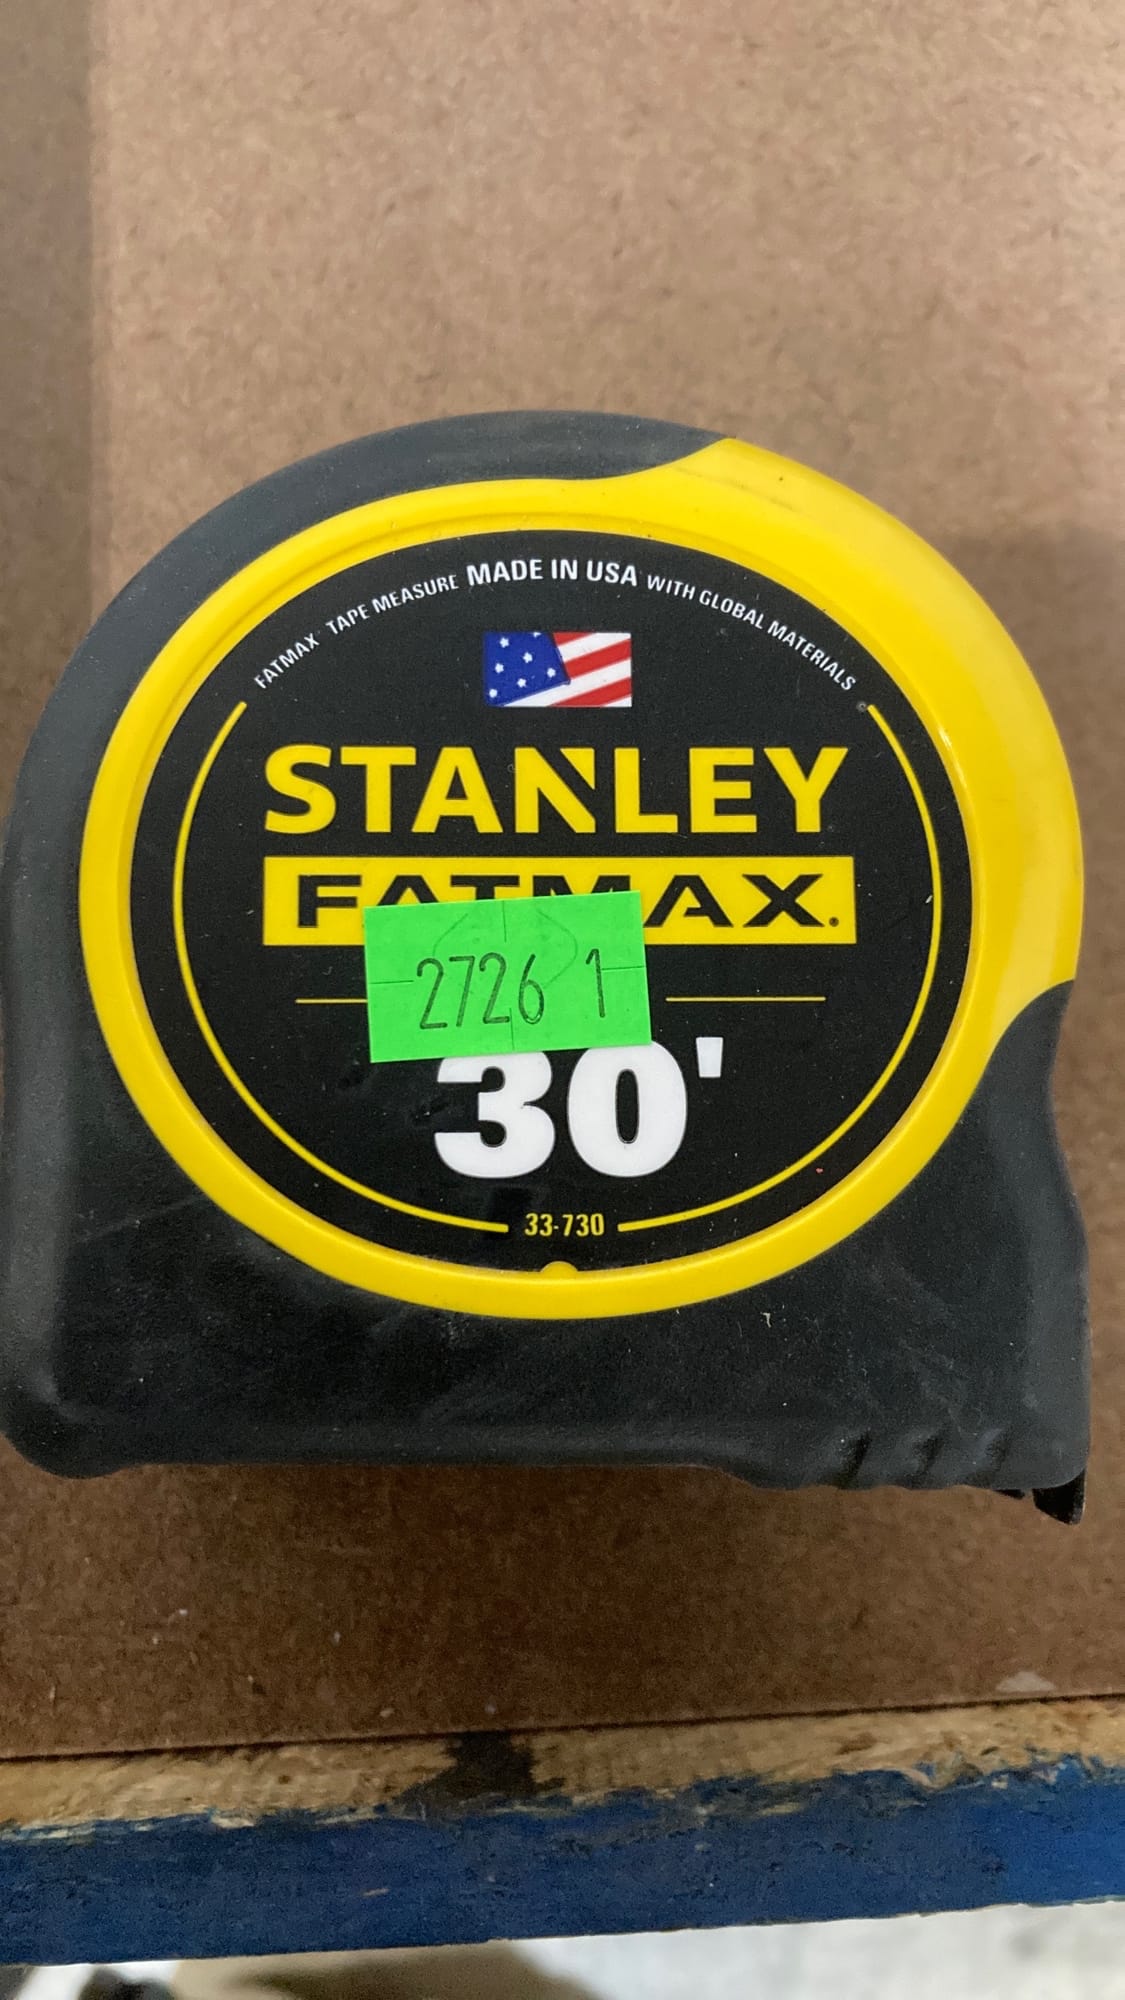 FATMAX® TAPE MEASURE MADE IN USA WITH GLOBAL MATERIALS
STANLEY
FATMAX®
2726 1
30'
33-730